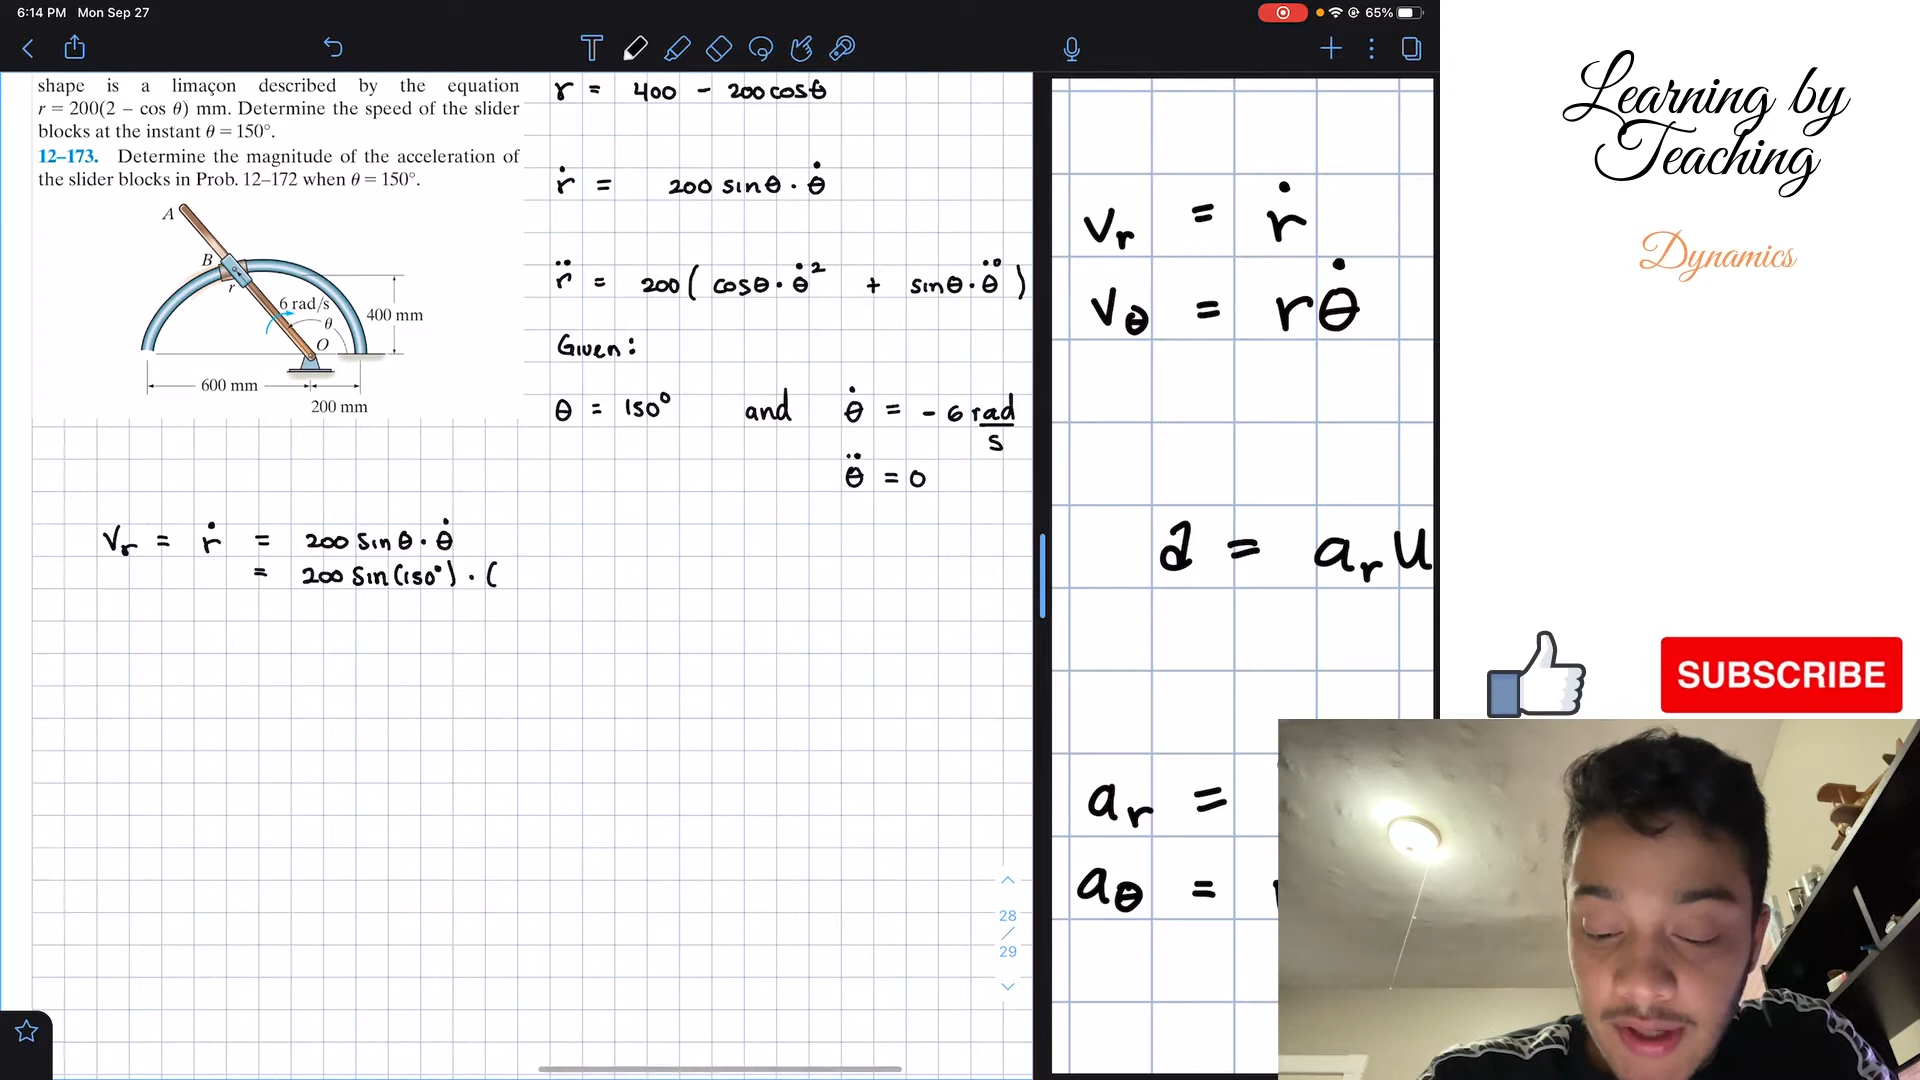 6:14 PM Mon Sep 27
65%
shape is a limaçon described by the equation
r = 200(2 – cos θ) mm. Determine the speed of the slider
blocks at the instant θ = 150°.
12–173. Determine the magnitude of the acceleration of
the slider blocks in Prob. 12–172 when θ = 150°.
A
B
r
6 rad/s
θ
O
400 mm
600 mm
200 mm
r = 400 - 200 cosθ
ṙ = 200 sinθ · θ̇
r̈ = 200 ( cosθ · θ̇² + sinθ · θ̈ )
Given:
θ = 150° and θ̇ = - 6 rad/s
θ̈ = 0
Vr = ṙ = 200 Sin θ · θ̇
= 200 Sin(150°) · (
28
/
29
Vr = ṙ
Vθ = rθ̇
a = ar u
ar =
aθ =
Learning by
Teaching
Dynamics
SUBSCRIBE